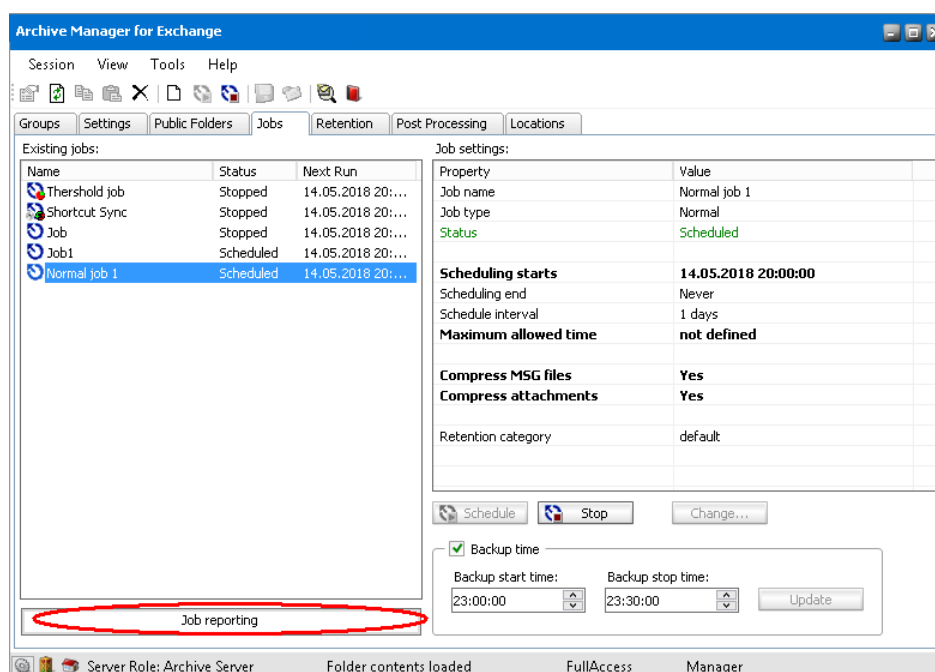 Archive Manager for Exchange
Session View Tools Help
Groups Settings Public Folders Jobs Retention Post Processing Locations
Existing jobs:
Name Status Next Run
Thershold job Stopped 14.05.2018 20:...
Shortcut Sync Stopped 14.05.2018 20:...
Job Stopped 14.05.2018 20:...
Job1 Scheduled 14.05.2018 20:...
Normal job 1 Scheduled 14.05.2018 20:...
Job reporting
Job settings:
Property Value
Job name Normal job 1
Job type Normal
Status Scheduled
Scheduling starts 14.05.2018 20:00:00
Scheduling end Never
Schedule interval 1 days
Maximum allowed time not defined
Compress MSG files Yes
Compress attachments Yes
Retention category default
Schedule Stop Change...
Backup time
Backup start time: Backup stop time:
23:00:00 23:30:00 Update
Server Role: Archive Server Folder contents loaded FullAccess Manager